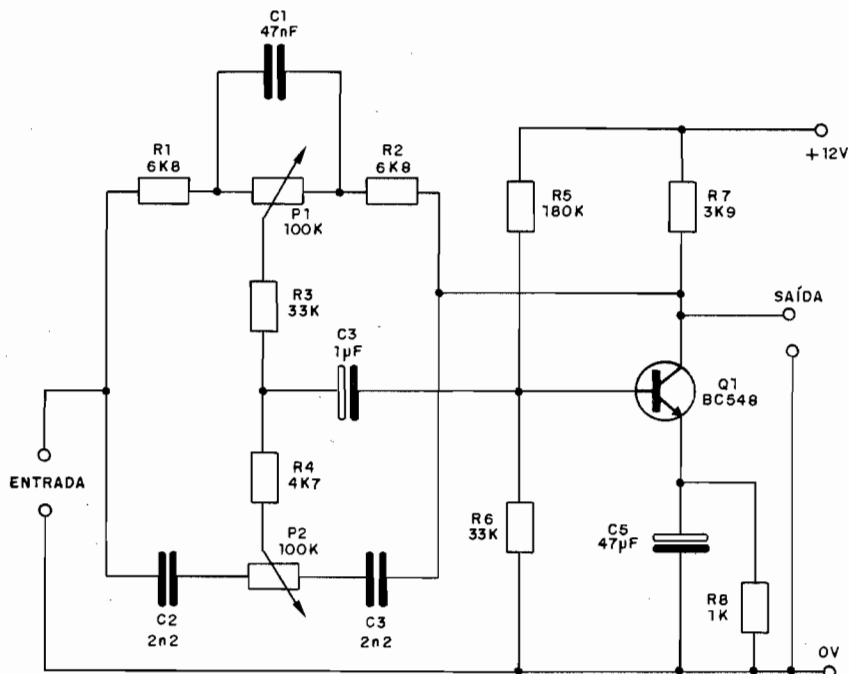 C1
47nF
R1
6K8
R2
6K8
P1
100K
+12V
R5
180K
R7
3K9
R3
33K
SAÍDA
C3
1µF
Q1
BC548
ENTRADA
R4
4K7
P2
100K
R6
33K
C5
47µF
C2
2n2
C3
2n2
R8
1K
0V